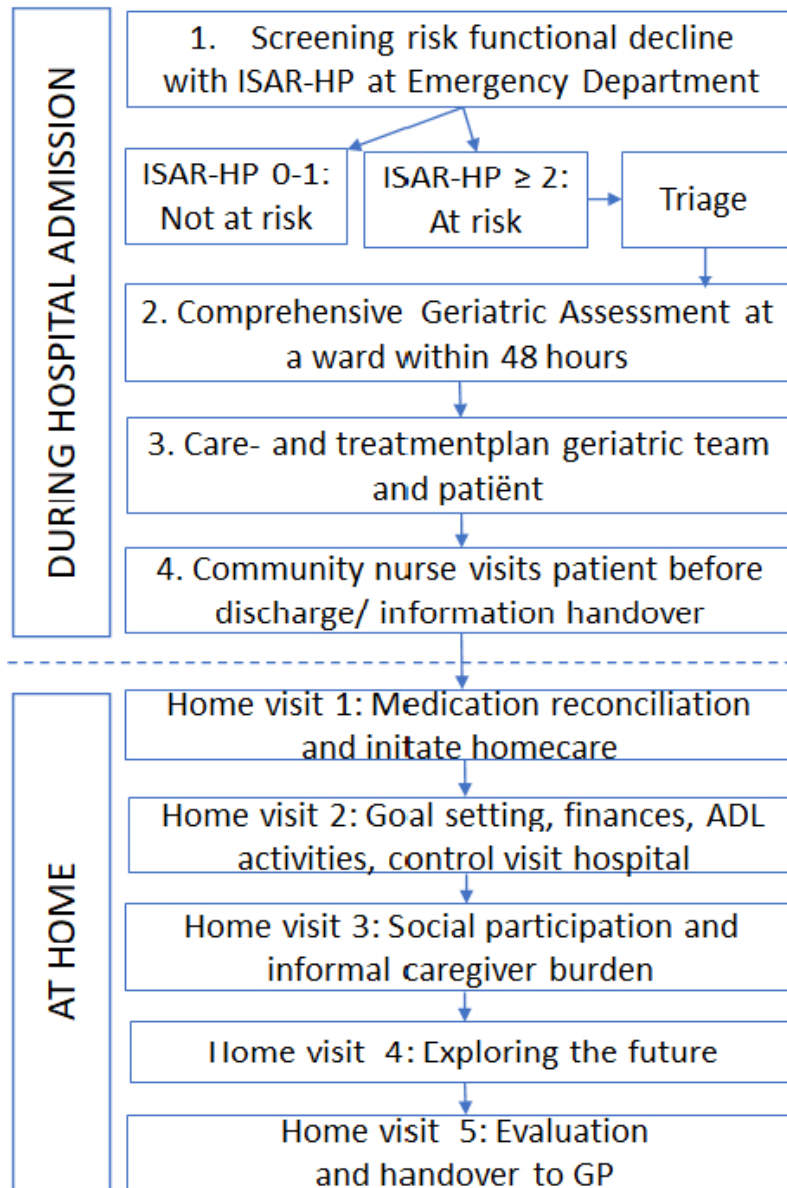 DURING HOSPITAL ADMISSION
1. Screening risk functional decline
with ISAR-HP at Emergency Department
ISAR-HP 0-1:
Not at risk
ISAR-HP ≥ 2:
At risk
Triage
2. Comprehensive Geriatric Assessment at
a ward within 48 hours
3. Care- and treatmentplan geriatric team
and patiënt
4. Community nurse visits patient before
discharge/ information handover
AT HOME
Home visit 1: Medication reconciliation
and initate homecare
Home visit 2: Goal setting, finances, ADL
activities, control visit hospital
Home visit 3: Social participation and
informal caregiver burden
Home visit 4: Exploring the future
Home visit 5: Evaluation
and handover to GP